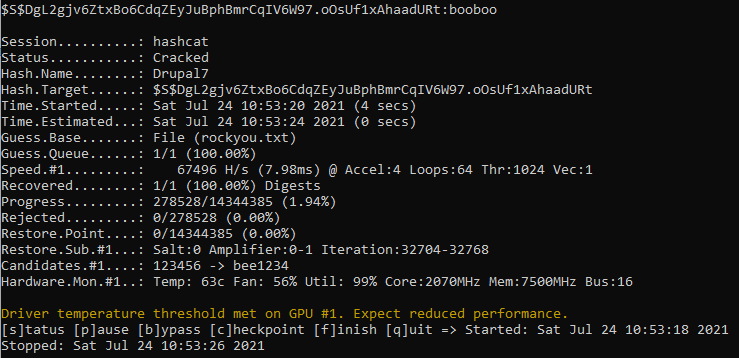 $S$DgL2gjv6ZtxBo6CdqZEyJuBphBmrCqIV6W97.oOsUf1xAhaadURt:booboo
Session..........: hashcat
Status...........: Cracked
Hash.Name........: Drupal7
Hash.Target......: $S$DgL2gjv6ZtxBo6CdqZEyJuBphBmrCqIV6W97.oOsUf1xAhaadURt
Time.Started.....: Sat Jul 24 10:53:20 2021 (4 secs)
Time.Estimated...: Sat Jul 24 10:53:24 2021 (0 secs)
Guess.Base.......: File (rockyou.txt)
Guess.Queue......: 1/1 (100.00%)
Speed.#1.........:    67496 H/s (7.98ms) @ Accel:4 Loops:64 Thr:1024 Vec:1
Recovered........: 1/1 (100.00%) Digests
Progress.........: 278528/14344385 (1.94%)
Rejected.........: 0/278528 (0.00%)
Restore.Point....: 0/14344385 (0.00%)
Restore.Sub.#1...: Salt:0 Amplifier:0-1 Iteration:32704-32768
Candidates.#1....: 123456 -> bee1234
Hardware.Mon.#1..: Temp: 63c Fan: 56% Util: 99% Core:2070MHz Mem:7500MHz Bus:16
Driver temperature threshold met on GPU #1. Expect reduced performance.
[s]tatus [p]ause [b]ypass [c]heckpoint [f]inish [q]uit => Started: Sat Jul 24 10:53:18 2021
Stopped: Sat Jul 24 10:53:26 2021